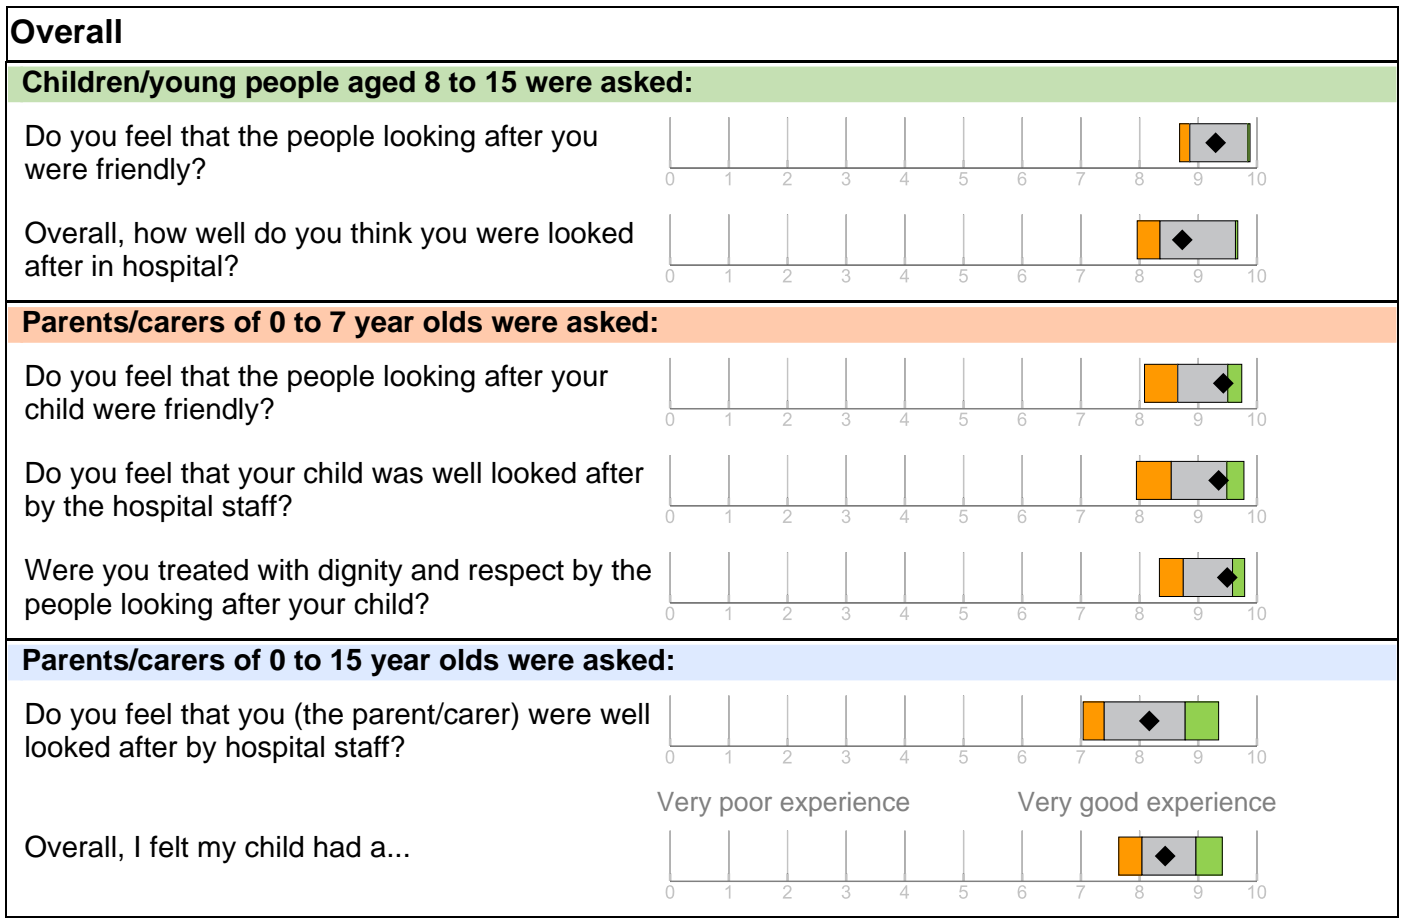 Overall
Children/young people aged 8 to 15 were asked:
Do you feel that the people looking after you
were friendly?
0 1 2 3 4 5 6 7 8 9 10
Overall, how well do you think you were looked
after in hospital?
0 1 2 3 4 5 6 7 8 9 10
Parents/carers of 0 to 7 year olds were asked:
Do you feel that the people looking after your
child were friendly?
0 1 2 3 4 5 6 7 8 9 10
Do you feel that your child was well looked after
by the hospital staff?
0 1 2 3 4 5 6 7 8 9 10
Were you treated with dignity and respect by the
people looking after your child?
0 1 2 3 4 5 6 7 8 9 10
Parents/carers of 0 to 15 year olds were asked:
Do you feel that you (the parent/carer) were well
looked after by hospital staff?
0 1 2 3 4 5 6 7 8 9 10
Very poor experience Very good experience
Overall, I felt my child had a...
0 1 2 3 4 5 6 7 8 9 10